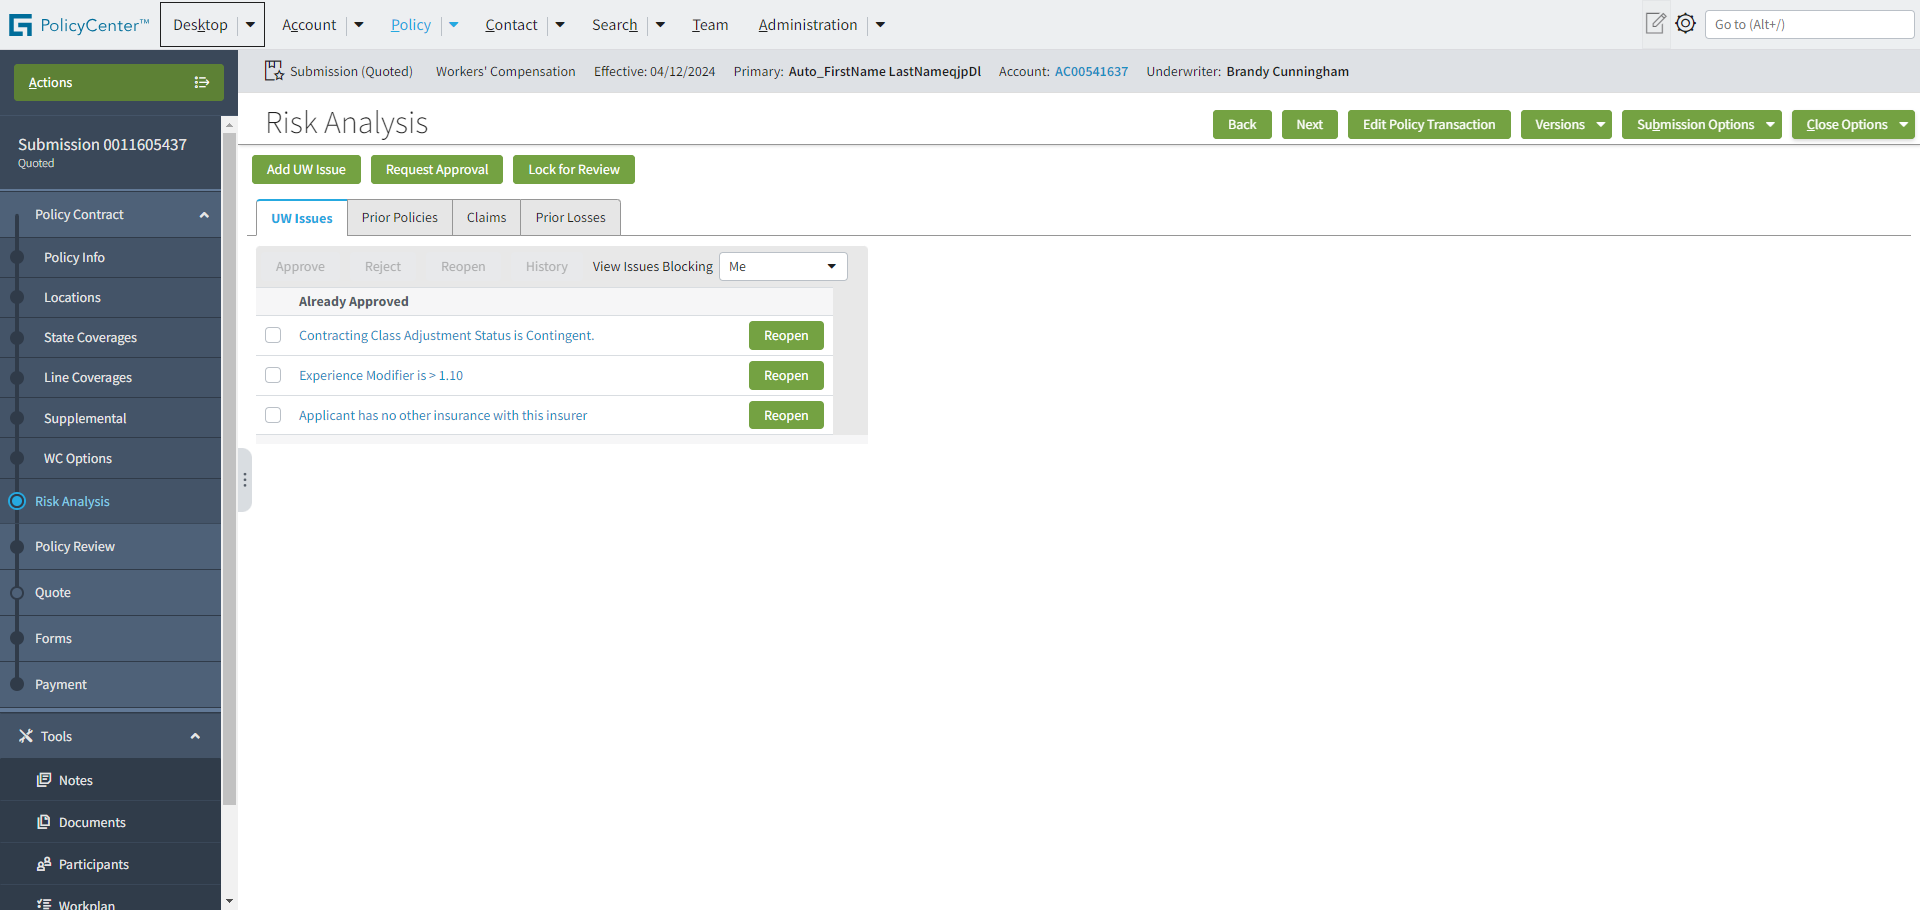 PolicyCenter™ Desktop Account Policy Contact Search Team Administration Go to (Alt+/)
Actions
Submission (Quoted) Workers' Compensation Effective: 04/12/2024 Primary: Auto_FirstName LastNameqjpDl Account: AC00541637 Underwriter: Brandy Cunningham
Submission 0011605437
Quoted
Risk Analysis
Back Next Edit Policy Transaction Versions Submission Options Close Options
Add UW Issue Request Approval Lock for Review
UW Issues Prior Policies Claims Prior Losses
Approve Reject Reopen History View Issues Blocking Me
Already Approved
Contracting Class Adjustment Status is Contingent. Reopen
Experience Modifier is > 1.10 Reopen
Applicant has no other insurance with this insurer Reopen
Policy Contract
Policy Info
Locations
State Coverages
Line Coverages
Supplemental
WC Options
Risk Analysis
Policy Review
Quote
Forms
Payment
Tools
Notes
Documents
Participants
Workplan